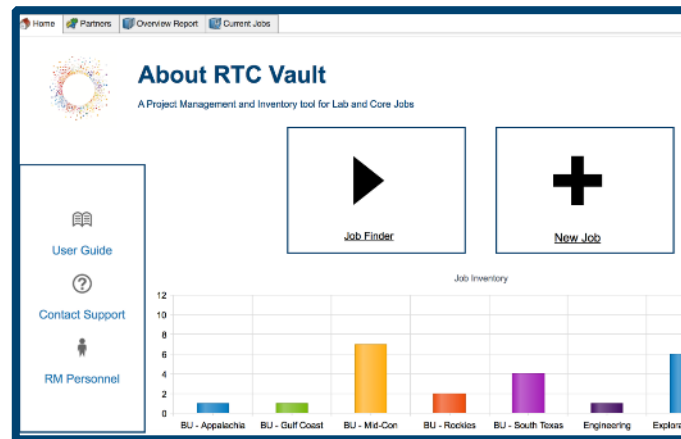 Home Partners Overview Report Current Jobs
About RTC Vault
A Project Management and Inventory tool for Lab and Core Jobs
Job Finder
New Job
User Guide
Contact Support
RM Personnel
Job Inventory
12
10
8
6
4
2
0
BU - Appalachia BU - Gulf Coast BU - Mid-Con BU - Rockies BU - South Texas Engineering